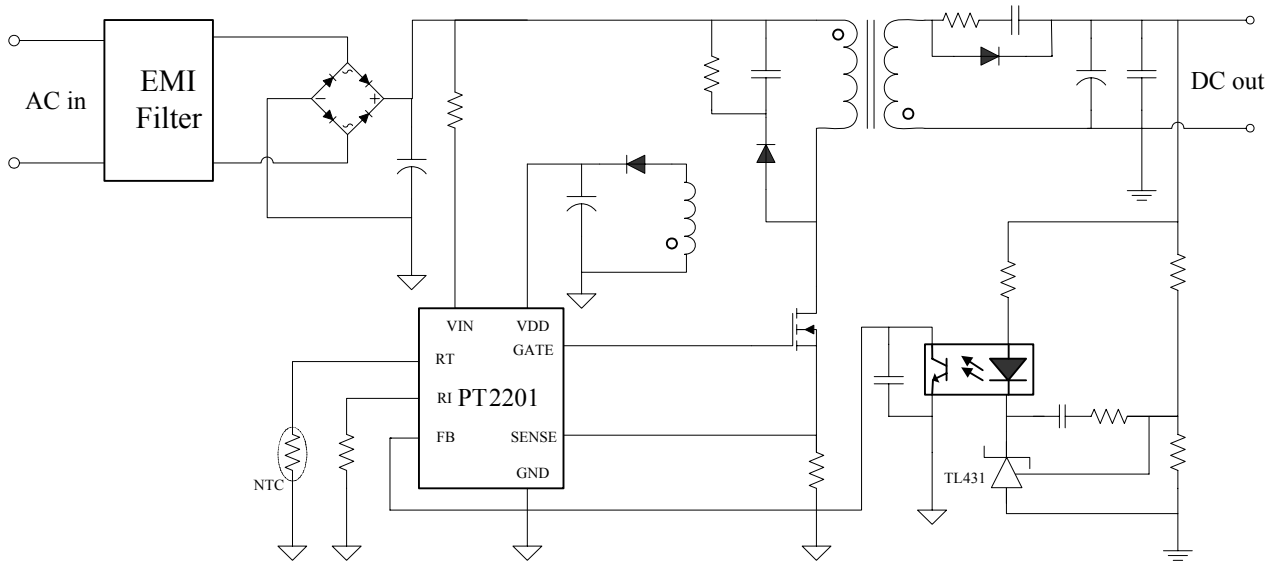 AC in
EMI
Filter
DC out
VIN
VDD
GATE
RT
RI
PT2201
FB
SENSE
GND
NTC
TL431